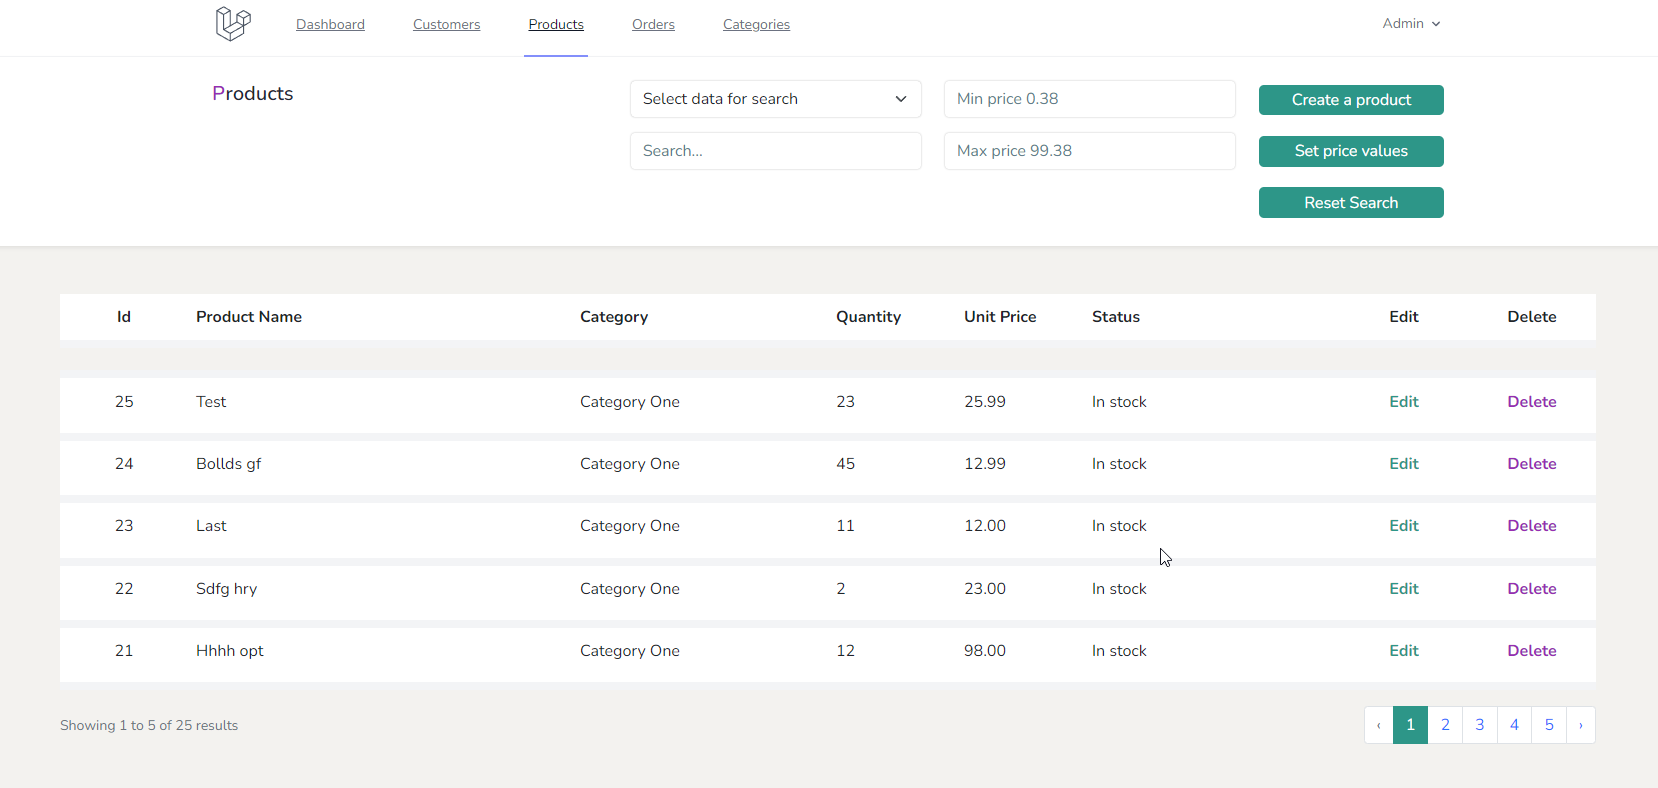 Dashboard Customers Products Orders Categories Admin
Products
Select data for search Min price 0.38 Create a product
Search... Max price 99.38 Set price values
Reset Search
Id Product Name Category Quantity Unit Price Status Edit Delete
25 Test Category One 23 25.99 In stock Edit Delete
24 Bollds gf Category One 45 12.99 In stock Edit Delete
23 Last Category One 11 12.00 In stock Edit Delete
22 Sdfg hry Category One 2 23.00 In stock Edit Delete
21 Hhhh opt Category One 12 98.00 In stock Edit Delete
Showing 1 to 5 of 25 results ‹ 1 2 3 4 5 ›